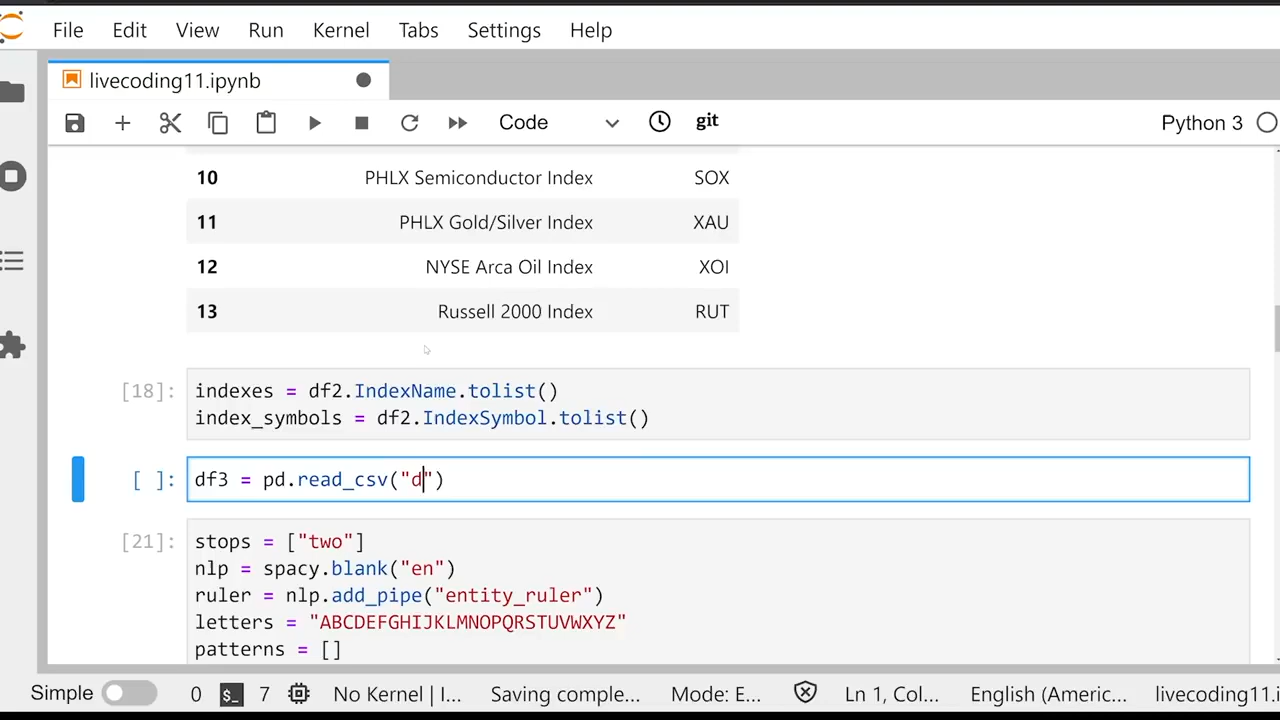 File Edit View Run Kernel Tabs Settings Help
livecoding11.ipynb
Code git Python 3
10 PHLX Semiconductor Index SOX
11 PHLX Gold/Silver Index XAU
12 NYSE Arca Oil Index XOI
13 Russell 2000 Index RUT
[18]: indexes = df2.IndexName.tolist()
index_symbols = df2.IndexSymbol.tolist()
[ ]: df3 = pd.read_csv("d")
[21]: stops = ["two"]
nlp = spacy.blank("en")
ruler = nlp.add_pipe("entity_ruler")
letters = "ABCDEFGHIJKLMNOPQRSTUVWXYZ"
patterns = []
Simple 0 $_ 7 No Kernel | I... Saving comple... Mode: E... Ln 1, Col... English (Americ... livecoding11.i